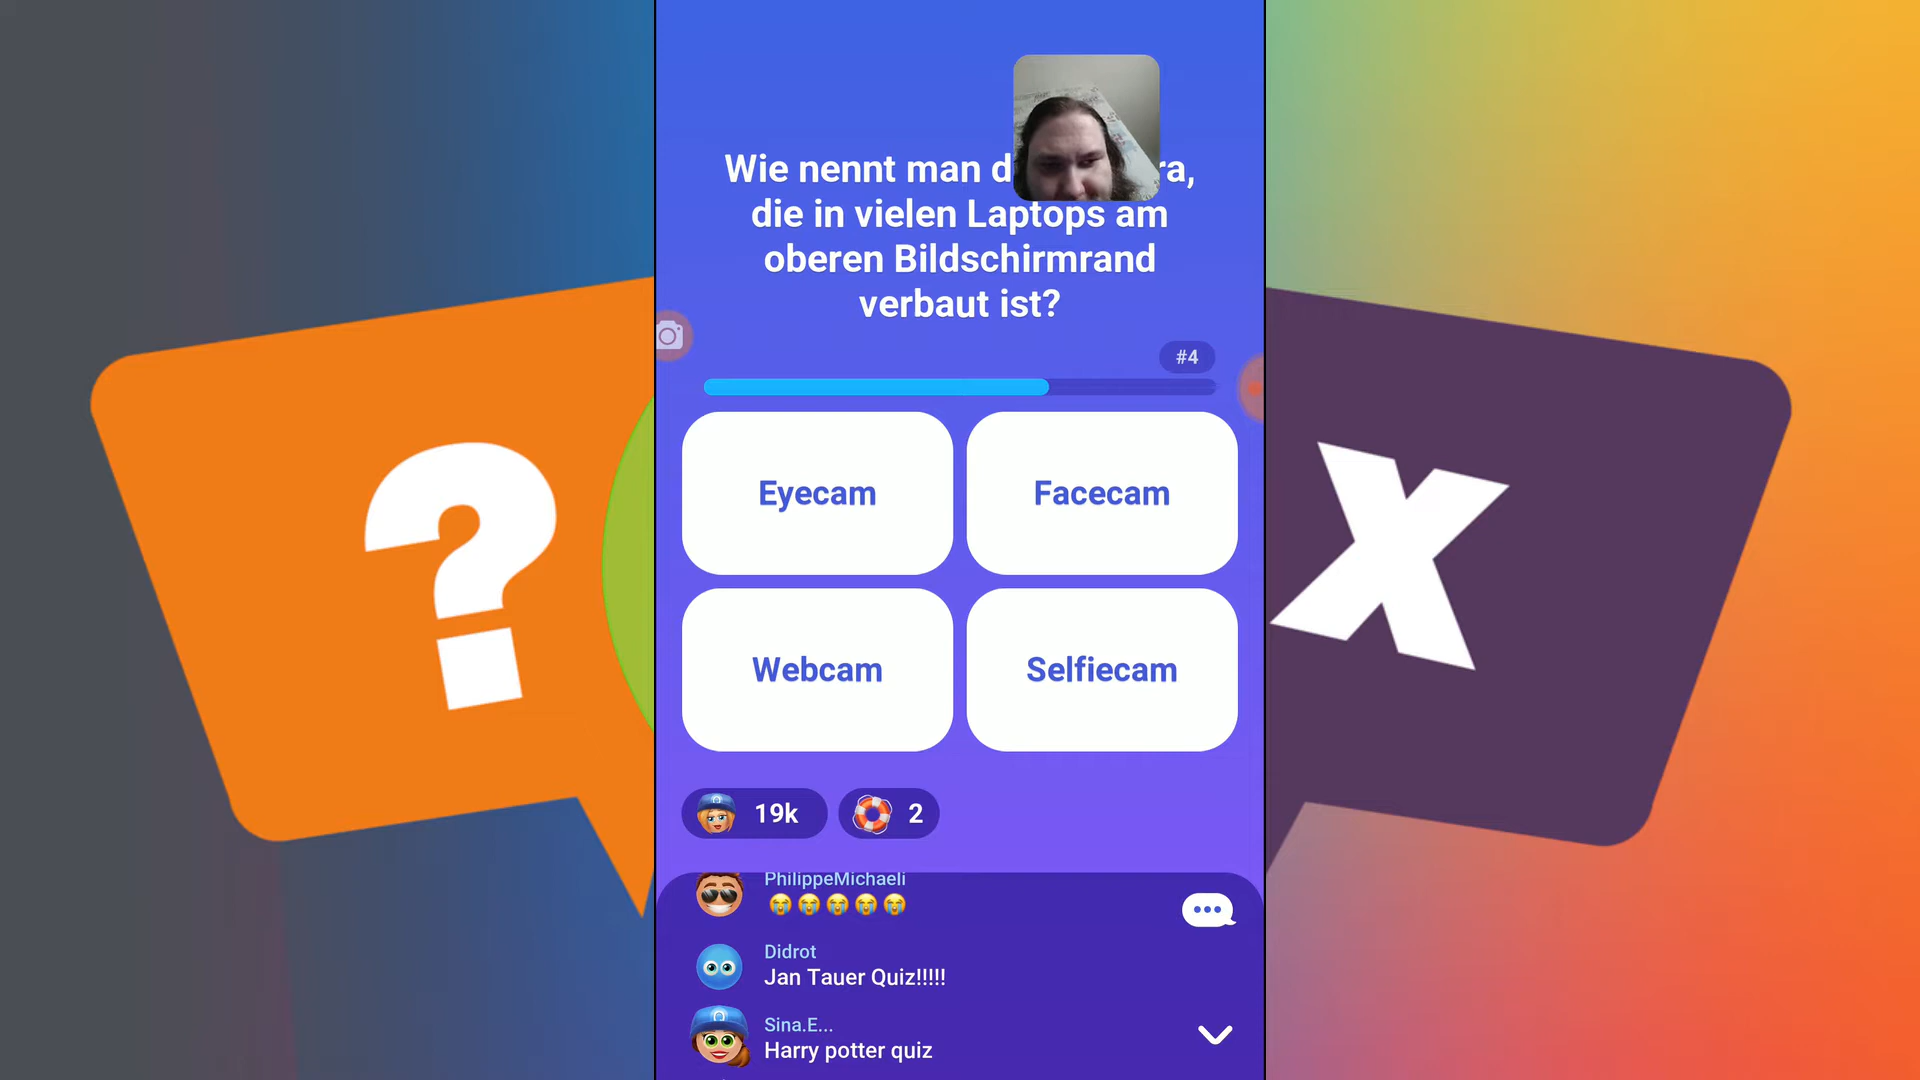 Wie nennt man
die in vielen Laptops am
oberen Bildschirmrand
verbaut ist?
#4
Eyecam
Facecam
Webcam
Selfiecam
19k
2
PhilippeMichaeli
😭😭😭😭😭
Didrot
Jan Tauer Quiz!!!!!
Sina.E...
Harry potter quiz
?
X